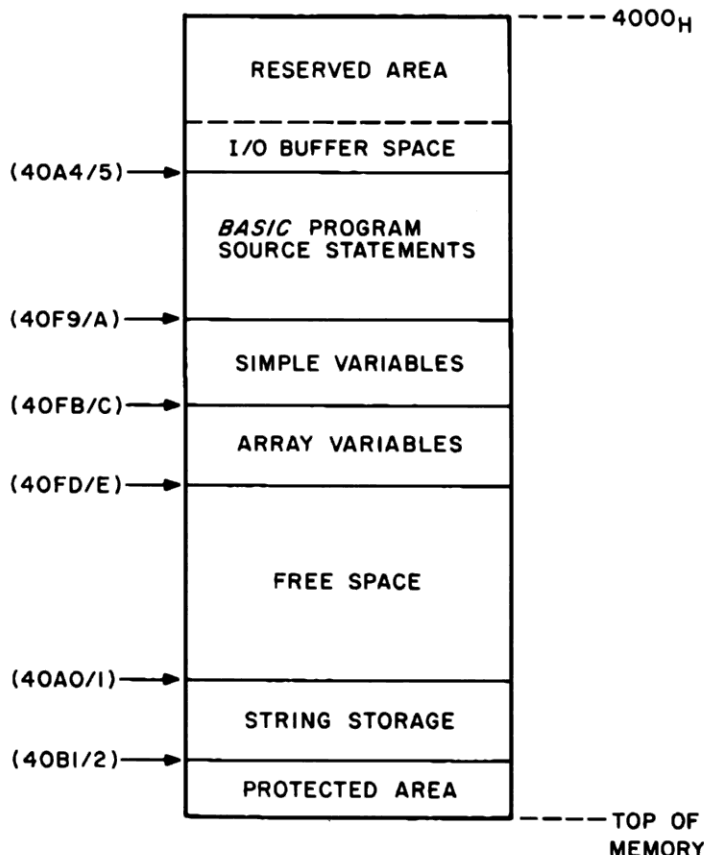 4000H
RESERVED AREA
I/O BUFFER SPACE
(40A4/5)
BASIC PROGRAM
SOURCE STATEMENTS
(40F9/A)
SIMPLE VARIABLES
(40FB/C)
ARRAY VARIABLES
(40FD/E)
FREE SPACE
(40A0/1)
STRING STORAGE
(40B1/2)
PROTECTED AREA
TOP OF
MEMORY